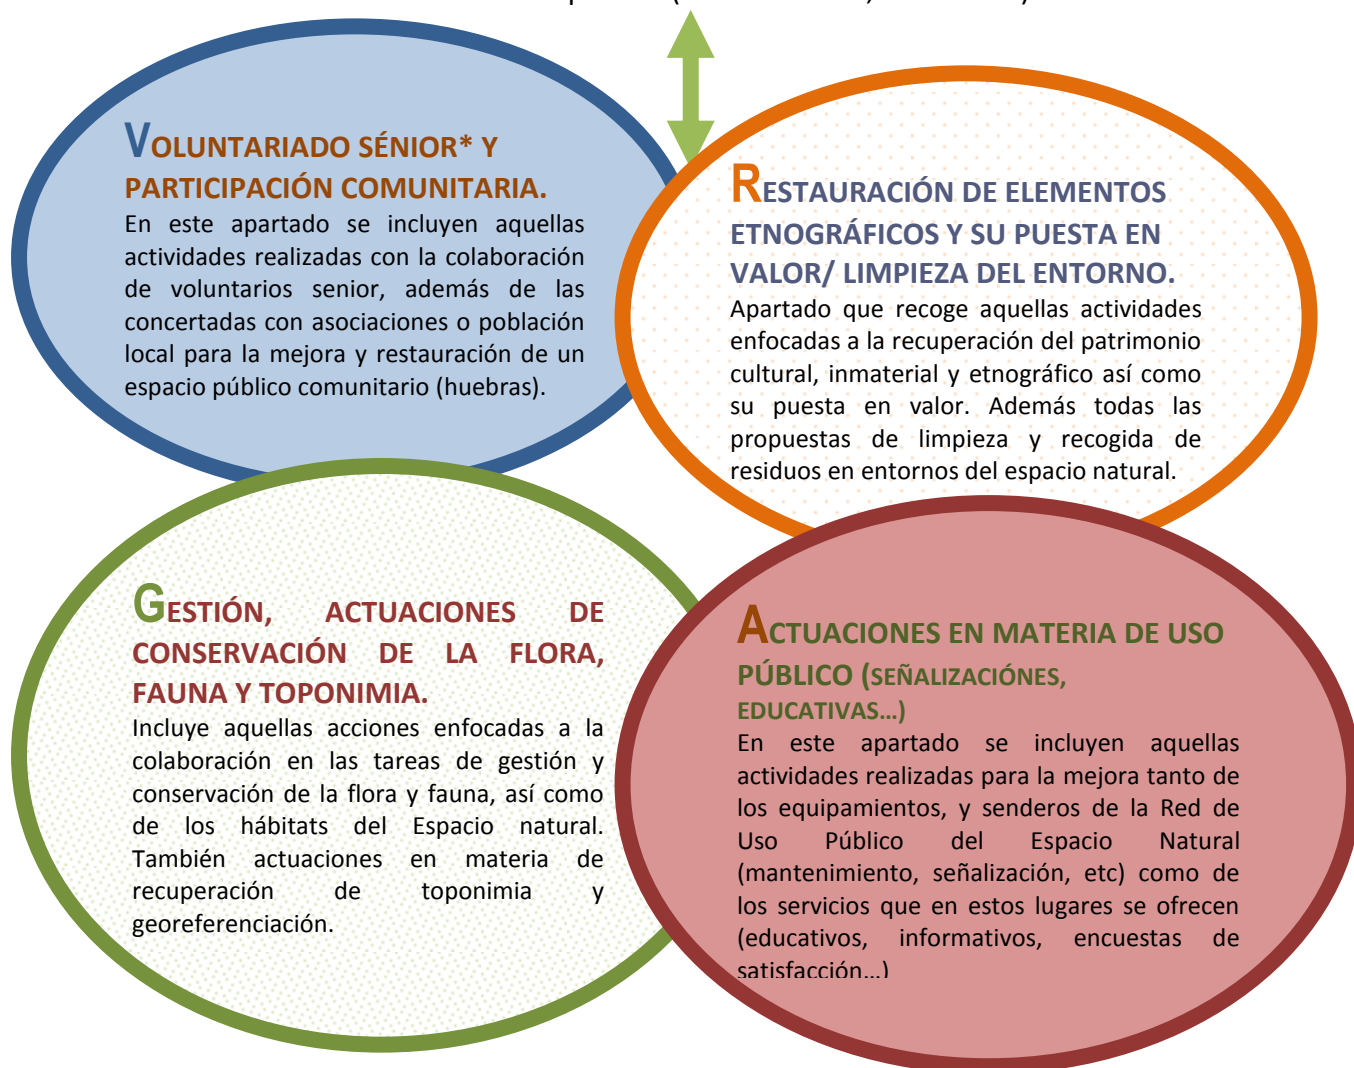 VOLUNTARIADO SÉNIOR* Y
PARTICIPACIÓN COMUNITARIA.
En este apartado se incluyen aquellas
actividades realizadas con la colaboración
de voluntarios senior, además de las
concertadas con asociaciones o población
local para la mejora y restauración de un
espacio público comunitario (huebras).
RESTAURACIÓN DE ELEMENTOS
ETNOGRÁFICOS Y SU PUESTA EN
VALOR/ LIMPIEZA DEL ENTORNO.
Apartado que recoge aquellas actividades
enfocadas a la recuperación del patrimonio
cultural, inmaterial y etnográfico así como
su puesta en valor. Además todas las
propuestas de limpieza y recogida de
residuos en entornos del espacio natural.
GESTIÓN, ACTUACIONES DE
CONSERVACIÓN DE LA FLORA,
FAUNA Y TOPONIMIA.
Incluye aquellas acciones enfocadas a la
colaboración en las tareas de gestión y
conservación de la flora y fauna, así como
de los hábitats del Espacio natural.
También actuaciones en materia de
recuperación de toponimia y
georeferenciación.
ACTUACIONES EN MATERIA DE USO
PÚBLICO (SEÑALIZACIÓNES,
EDUCATIVAS...)
En este apartado se incluyen aquellas
actividades realizadas para la mejora tanto de
los equipamientos, y senderos de la Red de
Uso Público del Espacio Natural
(mantenimiento, señalización, etc) como de
los servicios que en estos lugares se ofrecen
(educativos, informativos, encuestas de
satisfacción...)